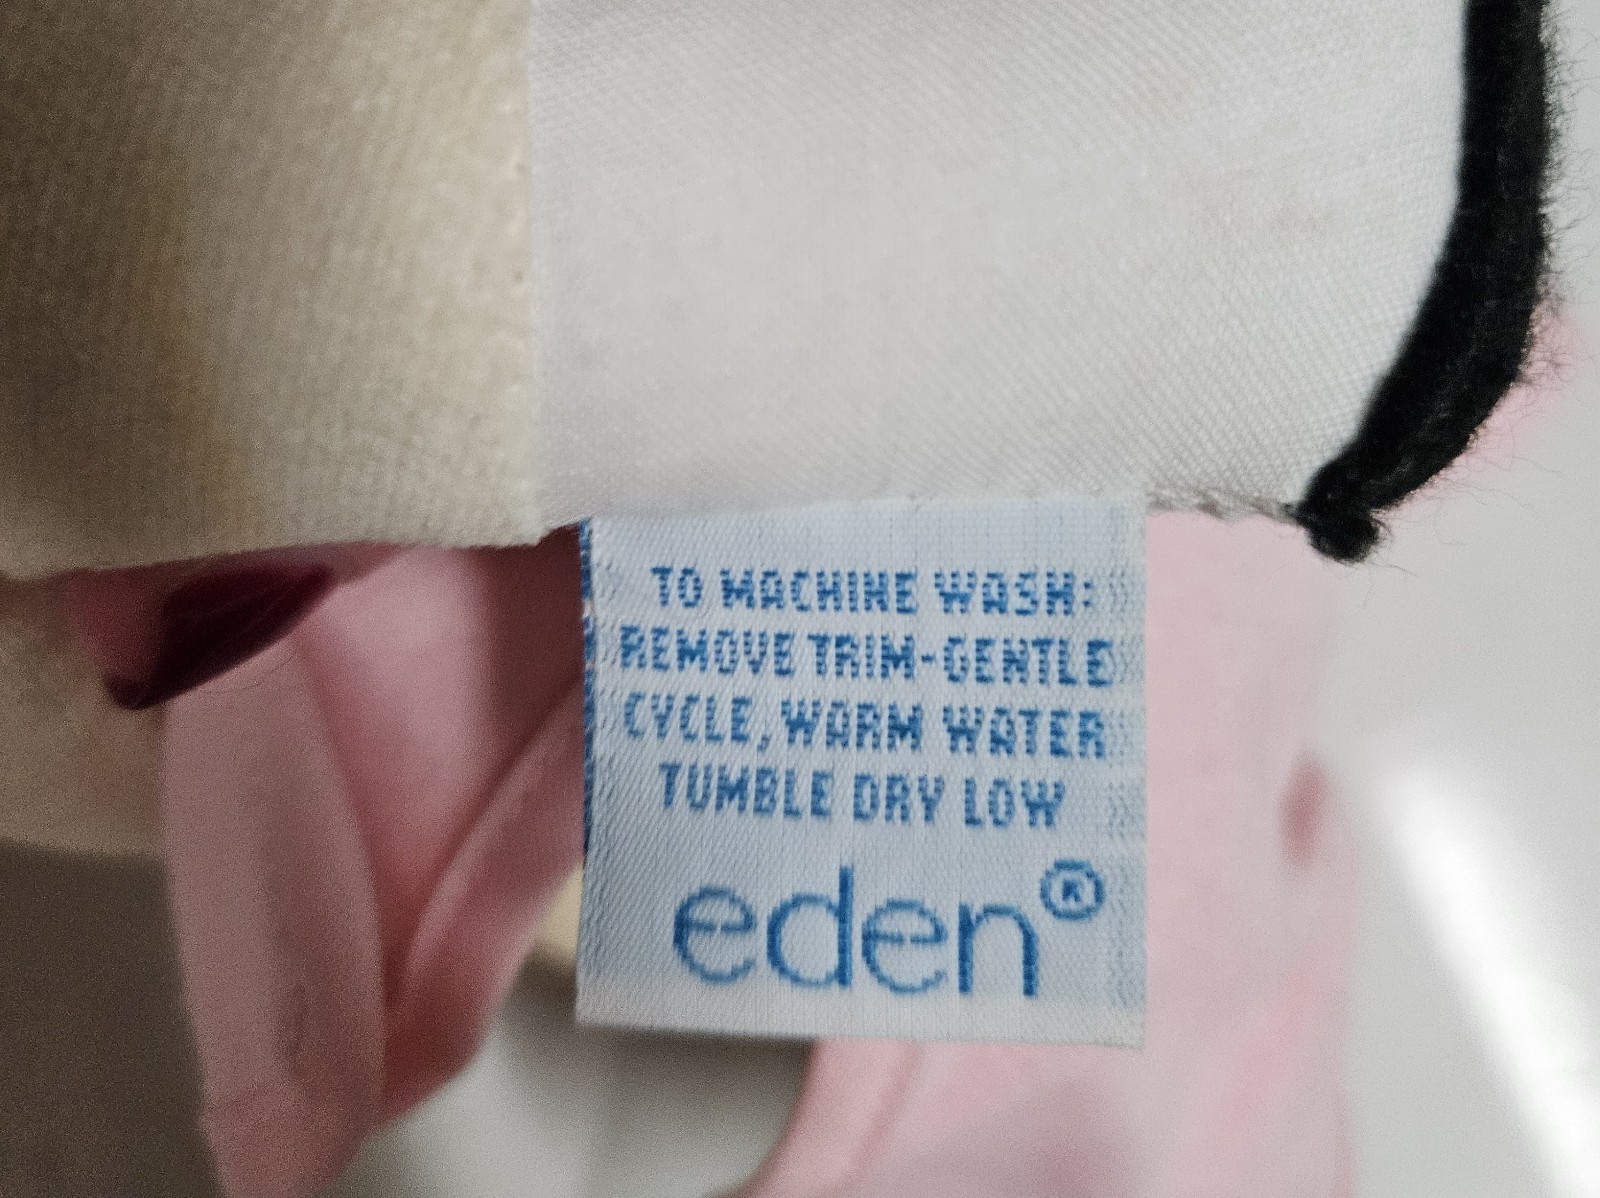 TO MACHINE WASH:
REMOVE TRIM-GENTLE
CYCLE, WARM WATER
TUMBLE DRY LOW
eden®